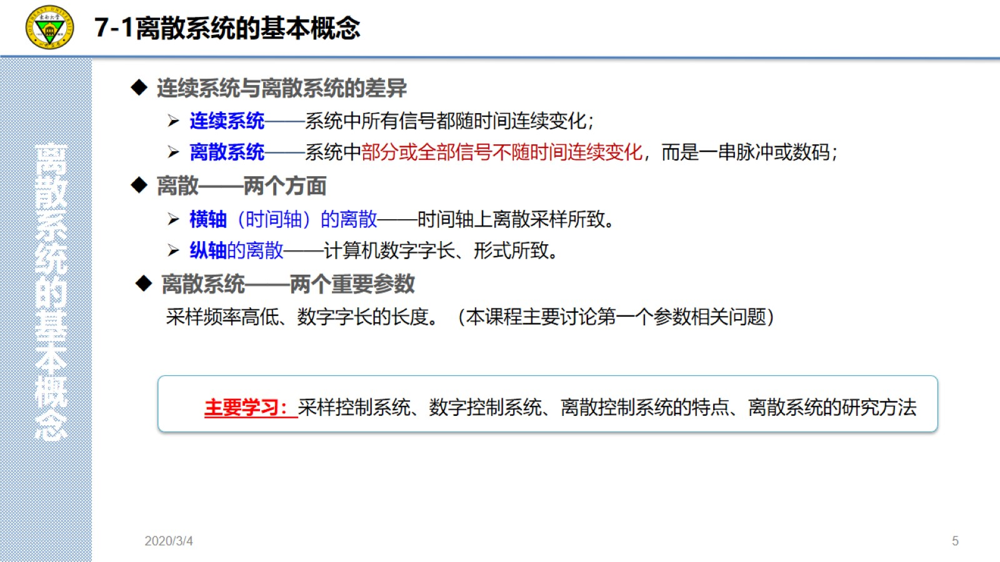 7-1离散系统的基本概念
离散系统的基本概念
连续系统与离散系统的差异
连续系统——系统中所有信号都随时间连续变化；
离散系统——系统中部分或全部信号不随时间连续变化，而是一串脉冲或数码；
离散——两个方面
横轴（时间轴）的离散——时间轴上离散采样所致。
纵轴的离散——计算机数字字长、形式所致。
离散系统——两个重要参数
采样频率高低、数字字长的长度。（本课程主要讨论第一个参数相关问题）
主要学习：采样控制系统、数字控制系统、离散控制系统的特点、离散系统的研究方法
2020/3/4
5